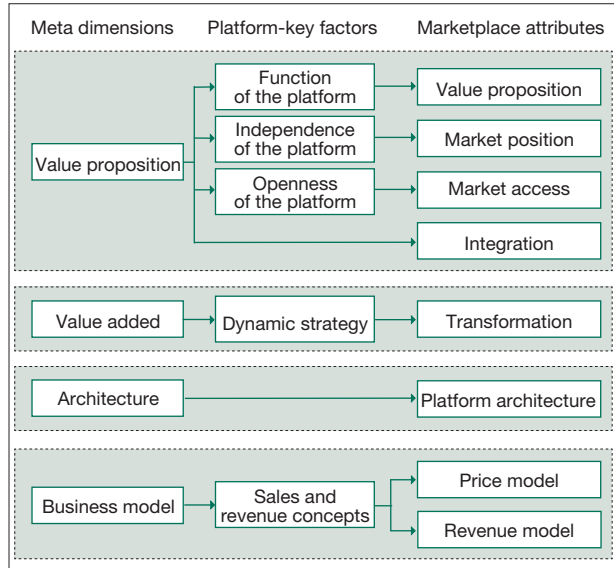 Meta dimensions Platform-key factors Marketplace attributes
Function
of the platform
Value proposition
Value proposition
Independence
of the platform
Market position
Openness
of the platform
Market access
Integration
Value added
Dynamic strategy
Transformation
Architecture
Platform architecture
Business model
Sales and
revenue concepts
Price model
Revenue model